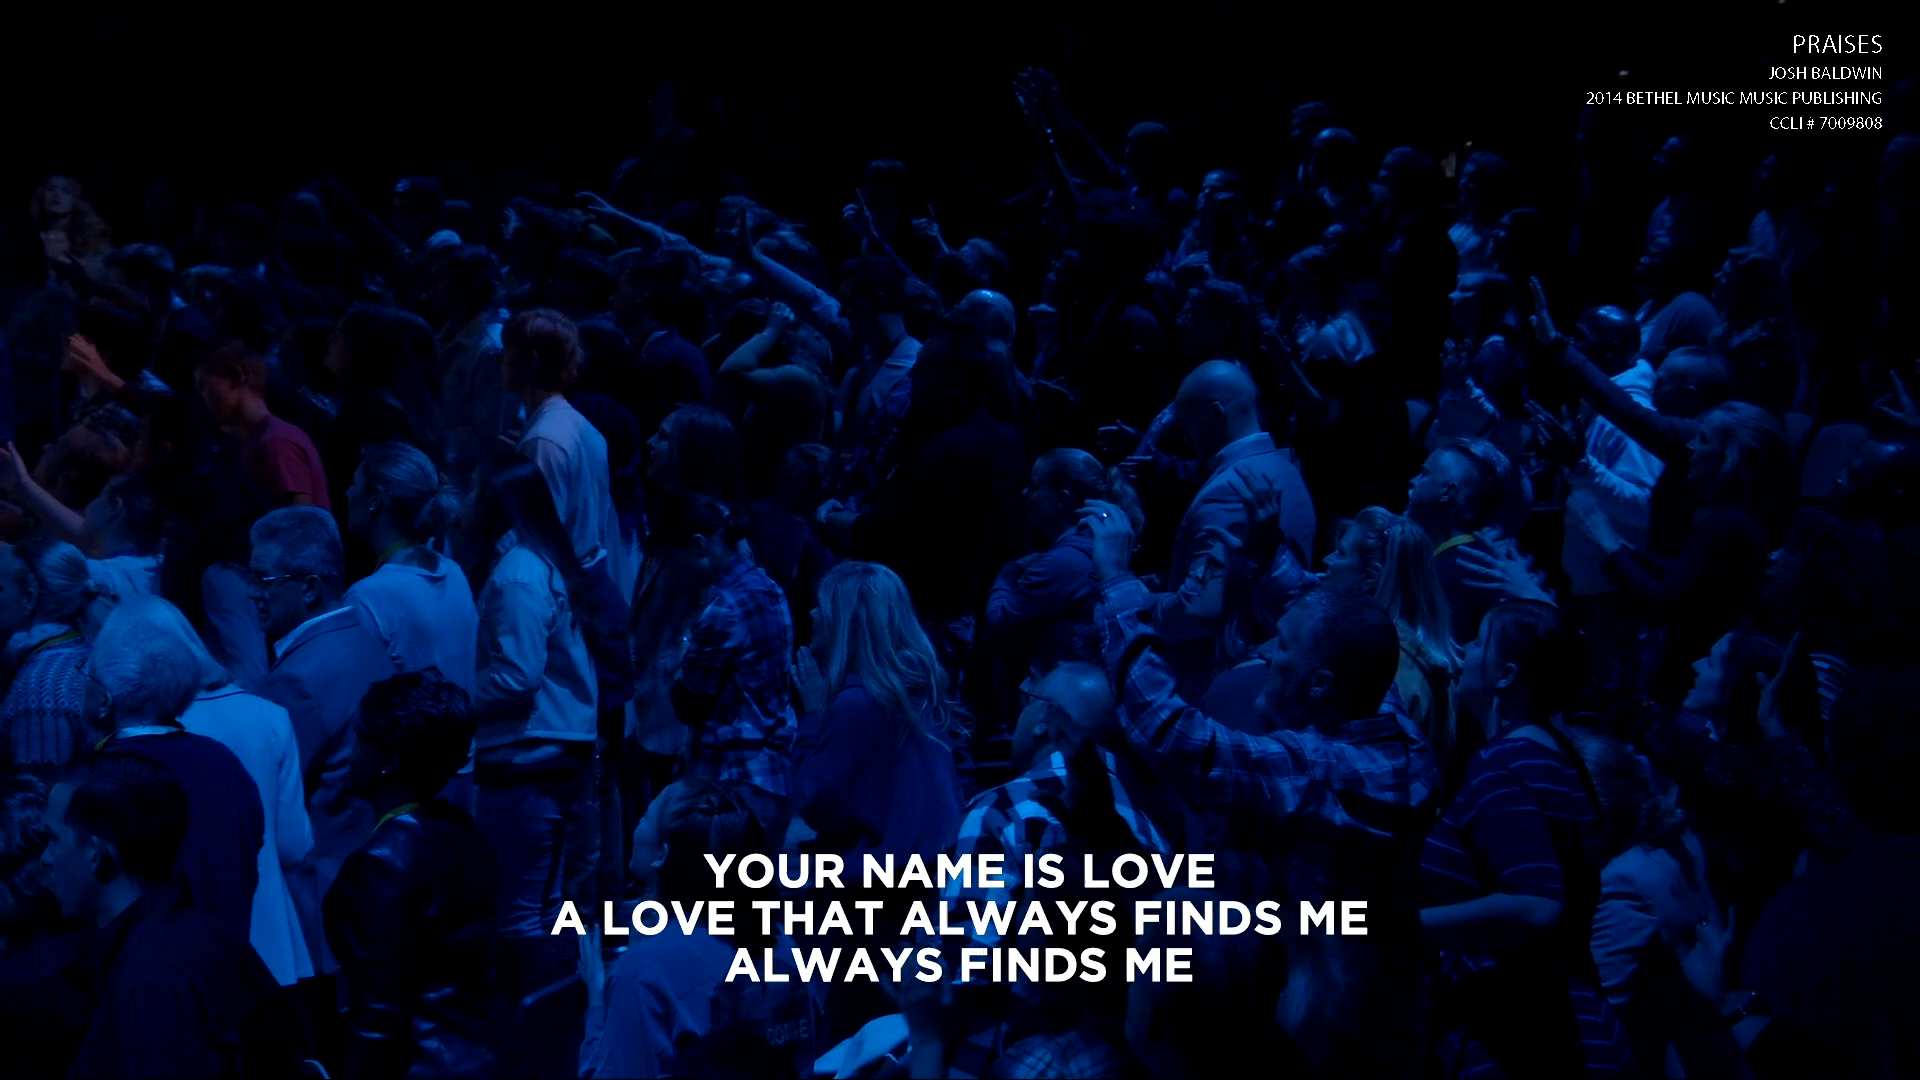 PRAISES
JOSH BALDWIN
2014 BETHEL MUSIC MUSIC PUBLISHING
CCLI # 7009808
YOUR NAME IS LOVE
A LOVE THAT ALWAYS FINDS ME
ALWAYS FINDS ME